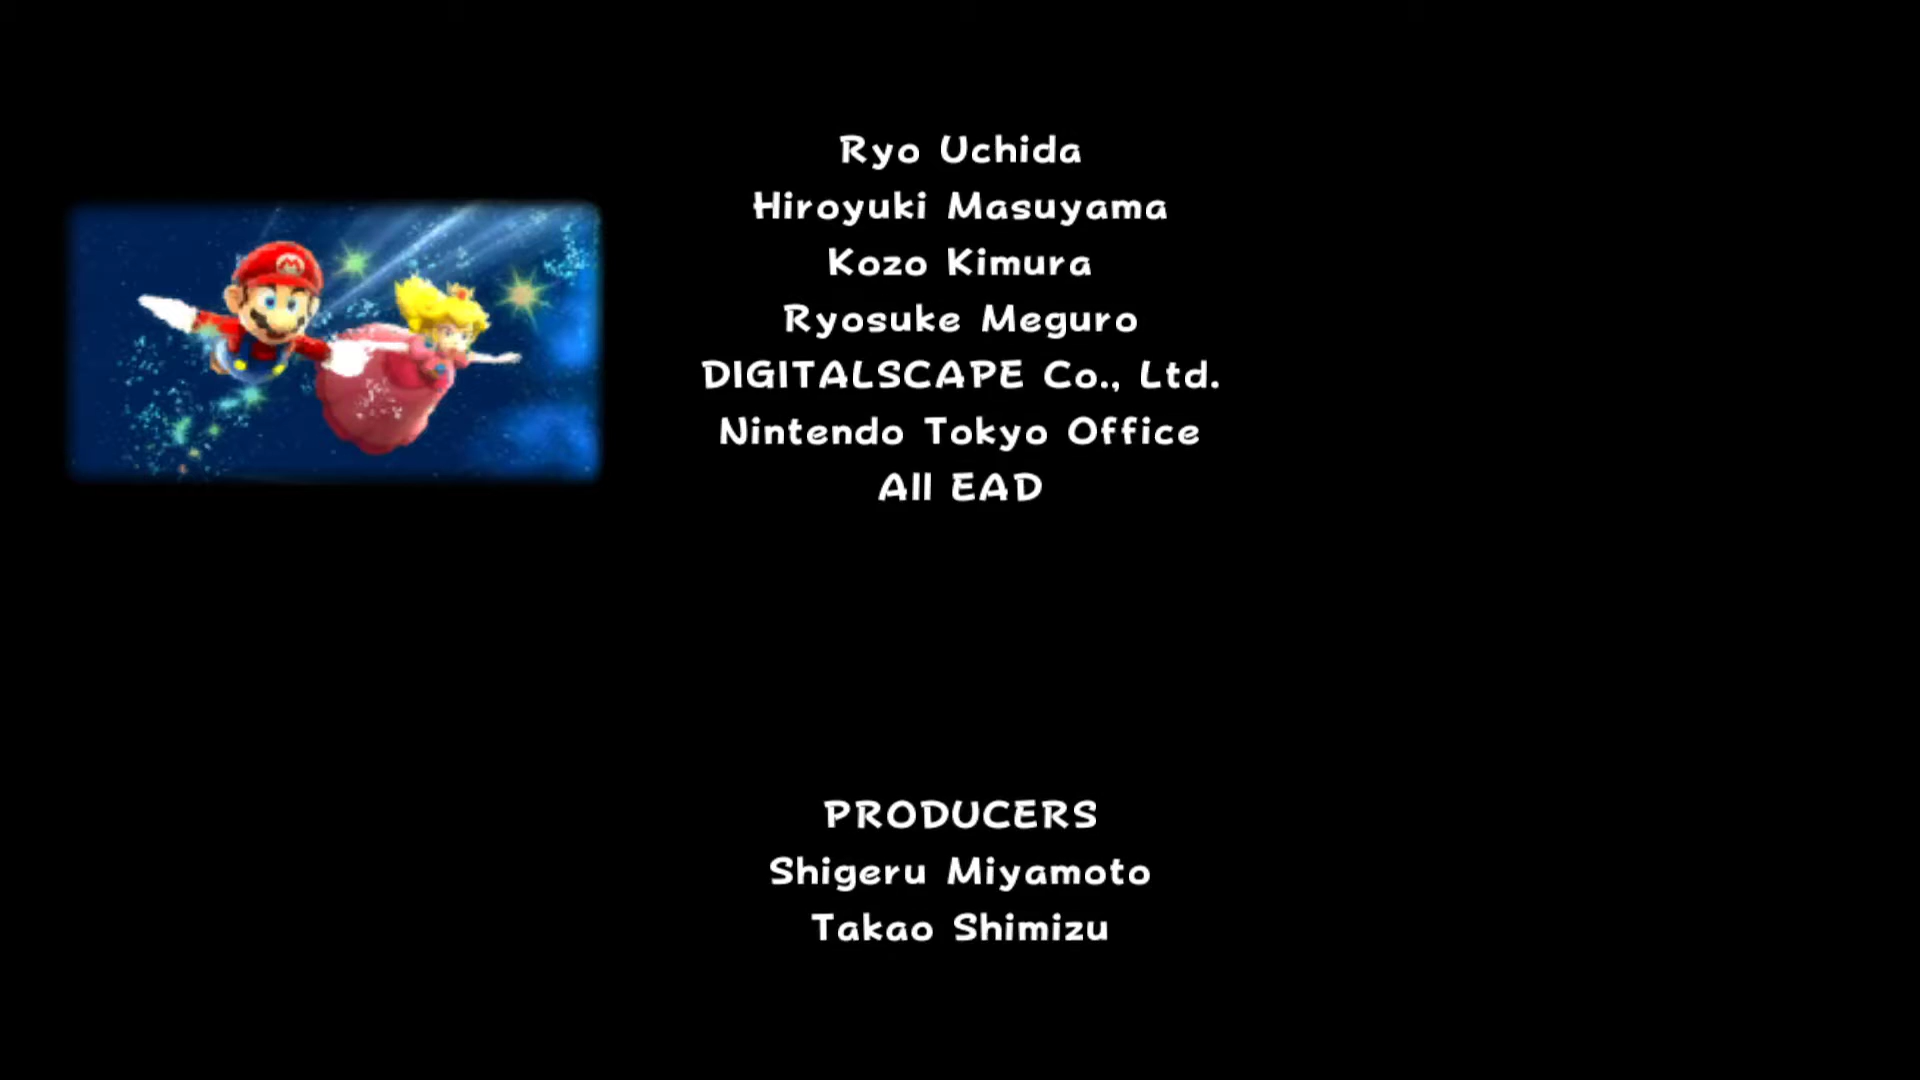 Ryo Uchida
Hiroyuki Masuyama
Kozo Kimura
Ryosuke Meguro
DIGITALSCAPE Co., Ltd.
Nintendo Tokyo Office
All EAD
PRODUCERS
Shigeru Miyamoto
Takao Shimizu